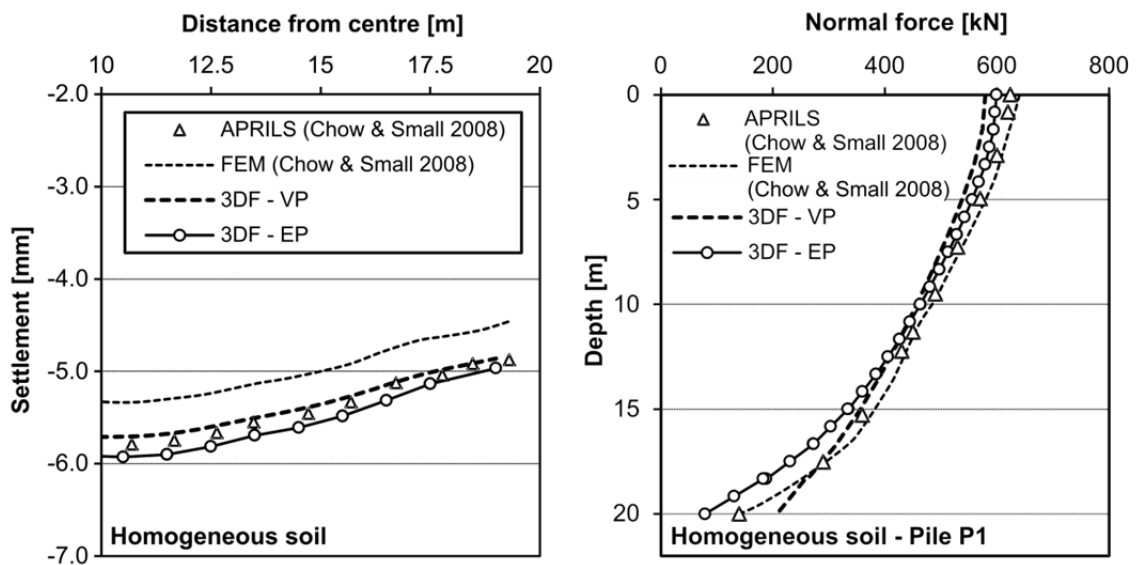 Distance from centre [m]
10 12.5 15 17.5 20
-2.0
-3.0
-4.0
-5.0
-6.0
-7.0
Settlement [mm]
APRILS (Chow & Small 2008)
FEM (Chow & Small 2008)
3DF - VP
3DF - EP
Homogeneous soil
Normal force [kN]
0 200 400 600 800
0
5
10
15
20
Depth [m]
APRILS
(Chow & Small 2008)
FEM
(Chow & Small 2008)
3DF - VP
3DF - EP
Homogeneous soil - Pile P1